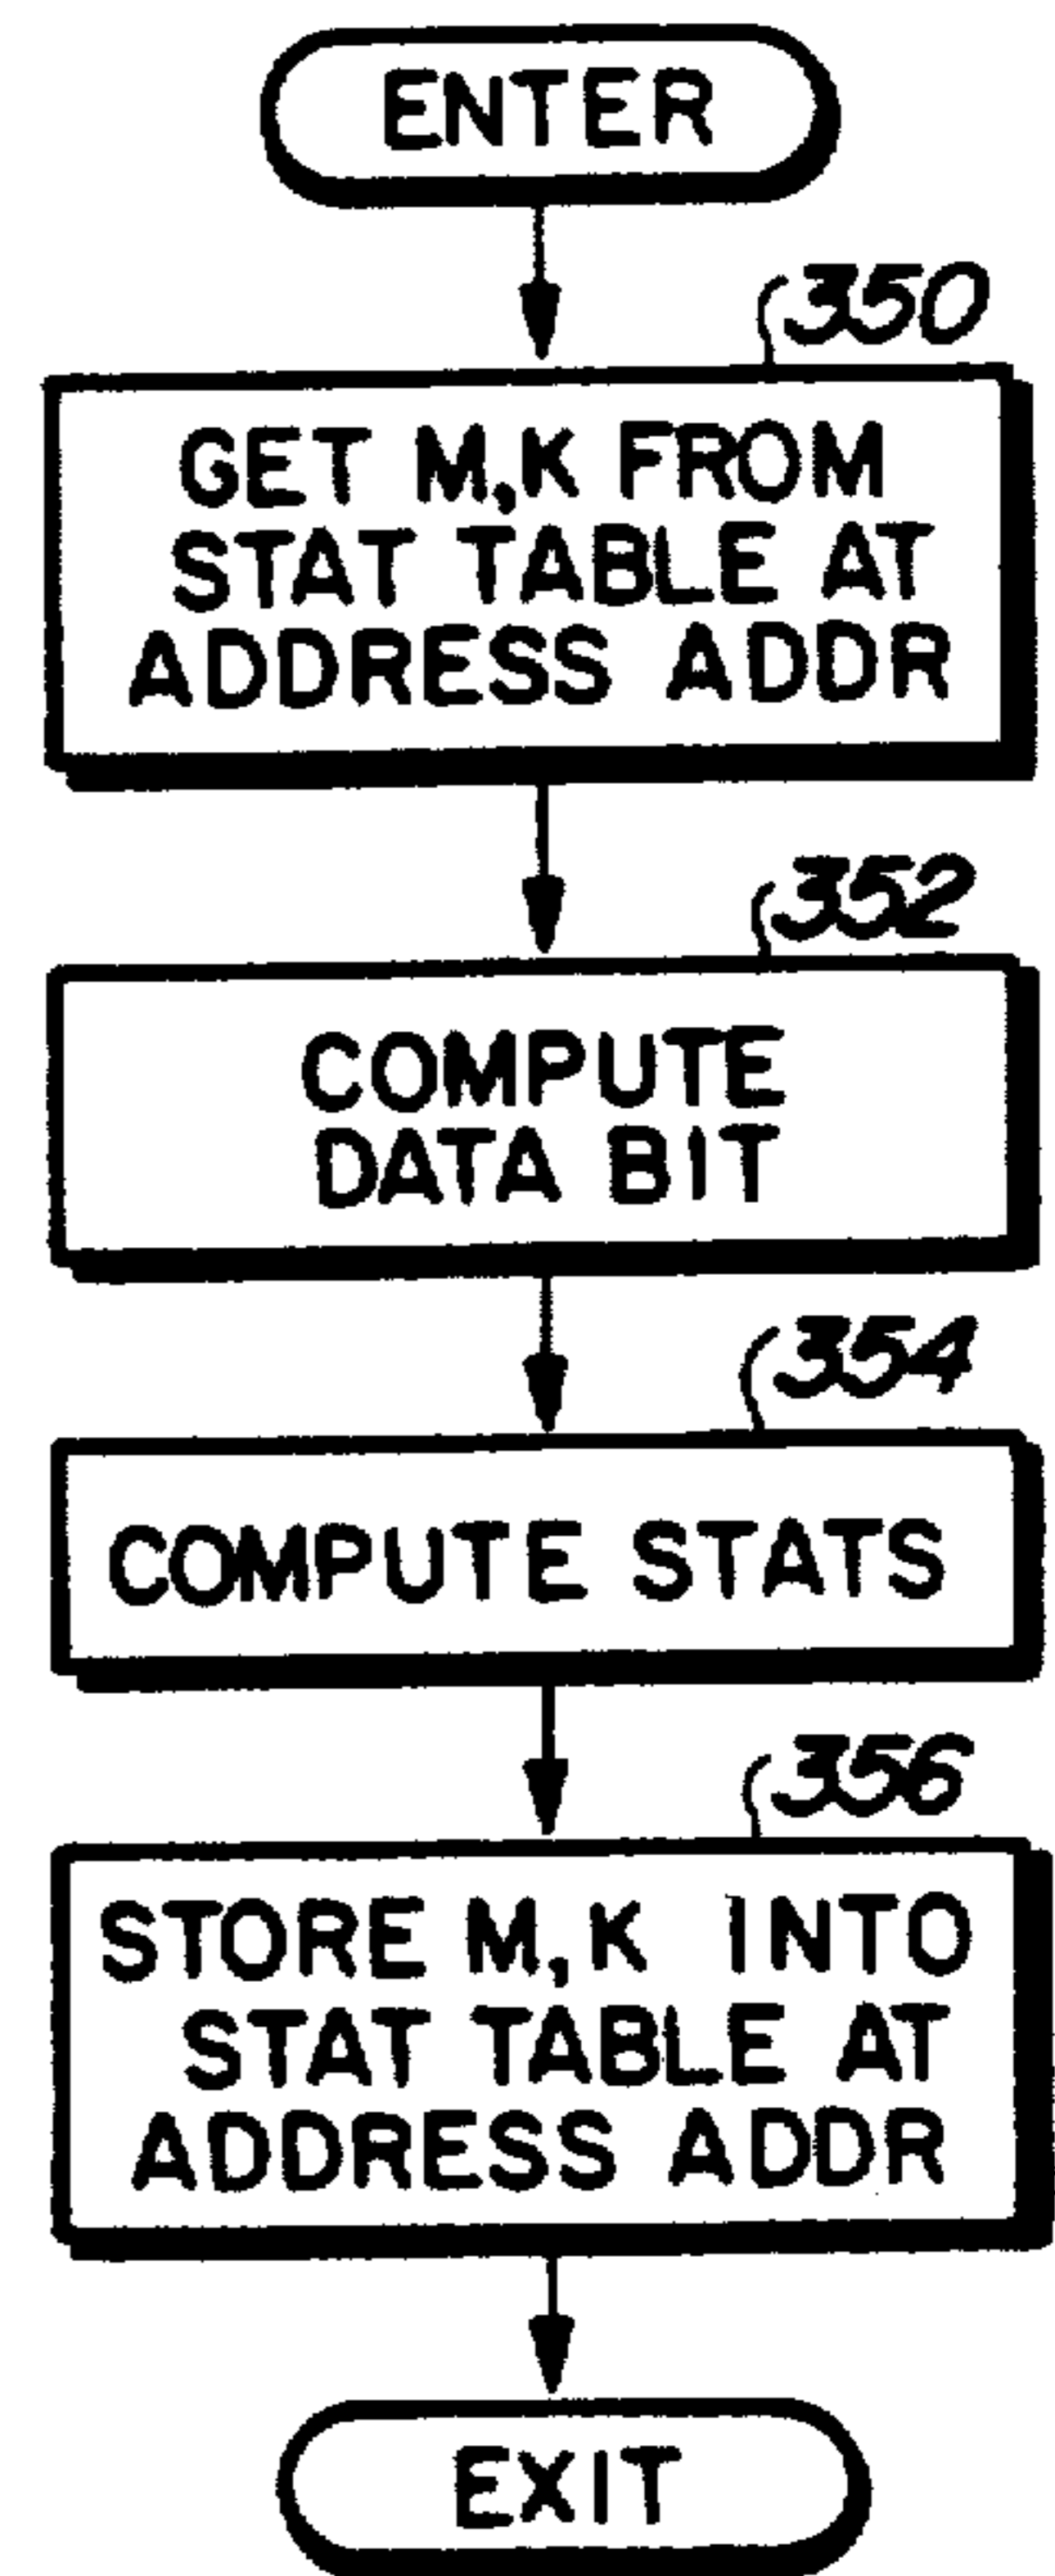 ENTER
350
GET M,K FROM
STAT TABLE AT
ADDRESS ADDR
352
COMPUTE
DATA BIT
354
COMPUTE STATS
356
STORE M,K INTO
STAT TABLE AT
ADDRESS ADDR
EXIT